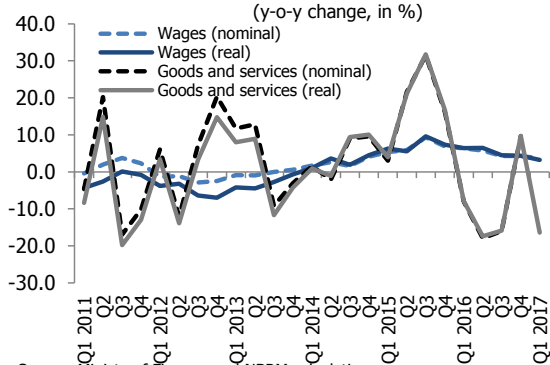 (y-o-y change, in %)
40.0
30.0
20.0
10.0
0.0
-10.0
-20.0
-30.0
Wages (nominal)
Wages (real)
Goods and services (nominal)
Goods and services (real)
Q1 2011
Q2
Q3
Q4
Q1 2012
Q2
Q3
Q4
Q1 2013
Q2
Q3
Q4
Q1 2014
Q2
Q3
Q4
Q1 2015
Q2
Q3
Q4
Q1 2016
Q2
Q3
Q4
Q1 2017